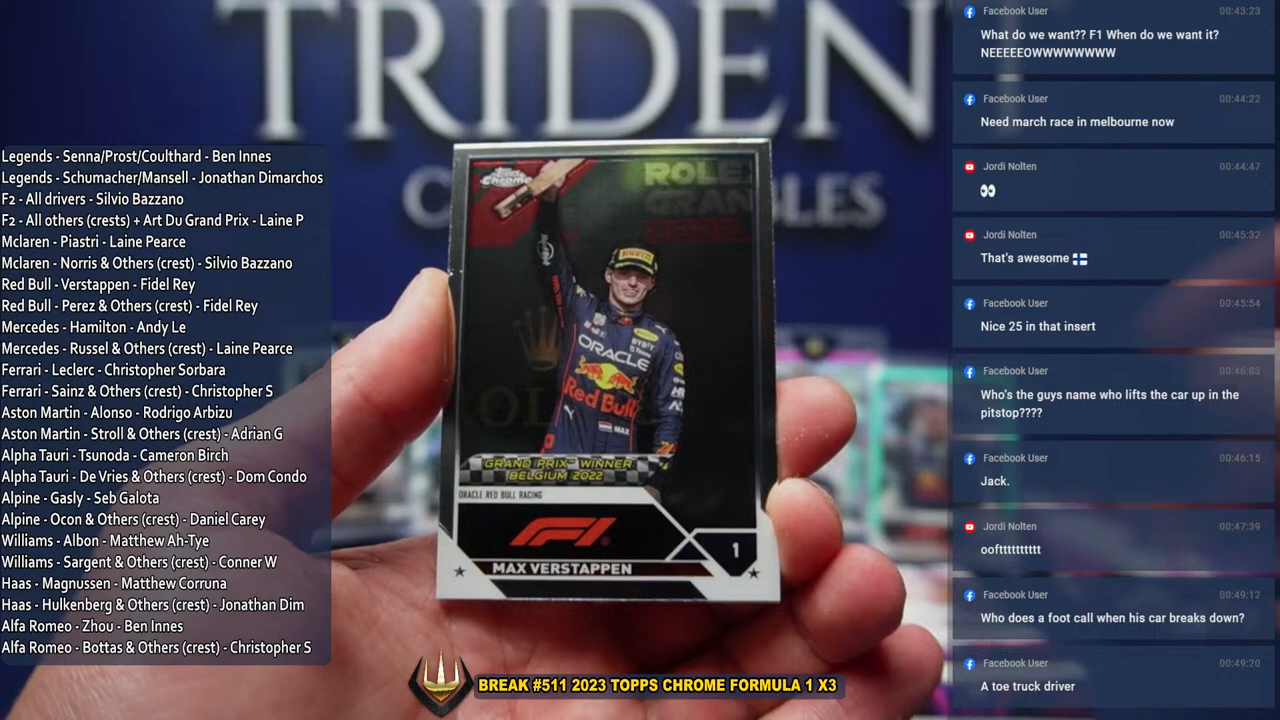 TRIDEN
C
LES
Legends - Senna/Prost/Coulthard - Ben Innes
Legends - Schumacher/Mansell - Jonathan Dimarchos
F2 - All drivers - Silvio Bazzano
F2 - All others (crests) + Art Du Grand Prix - Laine P
Mclaren - Piastri - Laine Pearce
Mclaren - Norris & Others (crest) - Silvio Bazzano
Red Bull - Verstappen - Fidel Rey
Red Bull - Perez & Others (crest) - Fidel Rey
Mercedes - Hamilton - Andy Le
Mercedes - Russel & Others (crest) - Laine Pearce
Ferrari - Leclerc - Christopher Sorbara
Ferrari - Sainz & Others (crest) - Christopher S
Aston Martin - Alonso - Rodrigo Arbizu
Aston Martin - Stroll & Others (crest) - Adrian G
Alpha Tauri - Tsunoda - Cameron Birch
Alpha Tauri - De Vries & Others (crest) - Dom Condo
Alpine - Gasly - Seb Galota
Alpine - Ocon & Others (crest) - Daniel Carey
Williams - Albon - Matthew Ah-Tye
Williams - Sargent & Others (crest) - Conner W
Haas - Magnussen - Matthew Corruna
Haas - Hulkenberg & Others (crest) - Jonathan Dim
Alfa Romeo - Zhou - Ben Innes
Alfa Romeo - Bottas & Others (crest) - Christopher S
Topps Chrome
ROLE
GRAN
PIRELLI
ORACLE
Red Bull
MAX
GRAND PRIX™ WINNER
BELGIUM 2022
ORACLE RED BULL RACING
F1
1
MAX VERSTAPPEN
BREAK #511 2023 TOPPS CHROME FORMULA 1 X3
Facebook User 00:43:23
What do we want?? F1 When do we want it?
NEEEEOWWWWWWWW
Facebook User 00:44:22
Need march race in melbourne now
Jordi Nolten 00:44:47
👀
Jordi Nolten 00:45:32
That's awesome 🇫🇮
Facebook User 00:45:54
Nice 25 in that insert
Facebook User 00:46:03
Who's the guys name who lifts the car up in the
pitstop????
Facebook User 00:46:15
Jack.
Jordi Nolten 00:47:39
ooftttttttttt
Facebook User 00:49:12
Who does a foot call when his car breaks down?
Facebook User 00:49:20
A toe truck driver